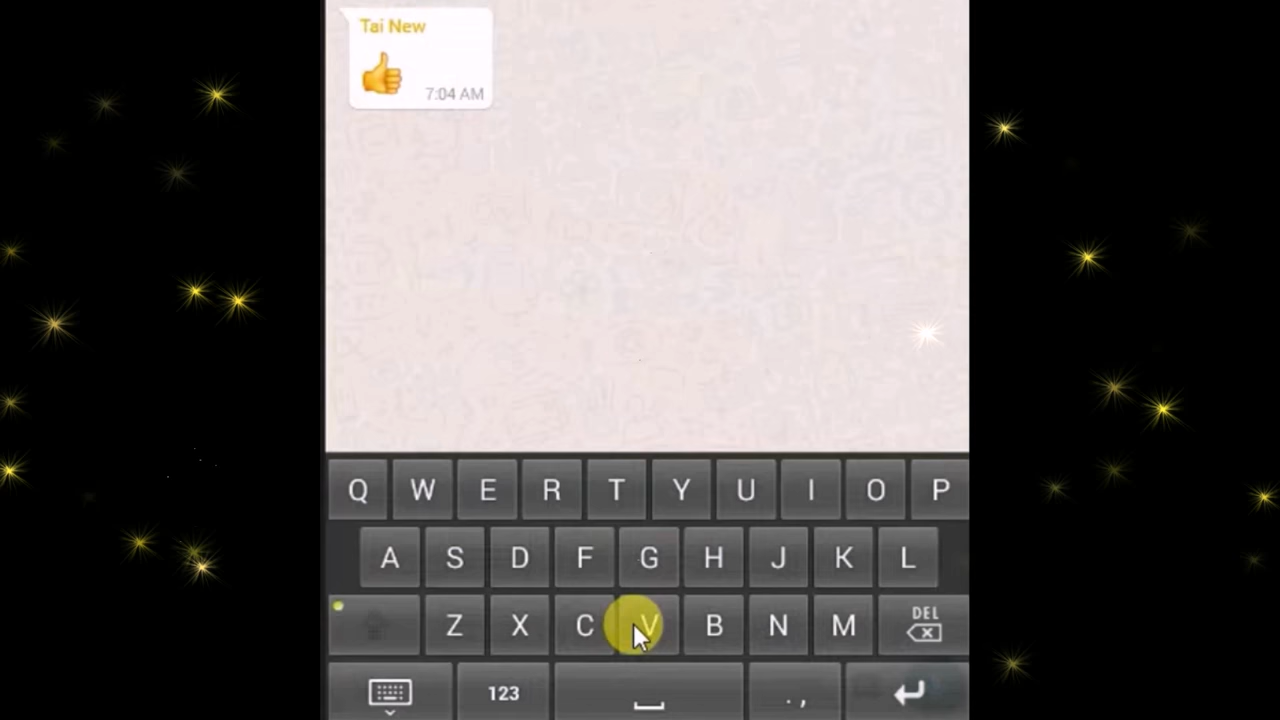 Tai New
👍
7:04 AM
Q W E R T Y U I O P
A S D F G H J K L
Z X C V B N M DEL
123 . ,